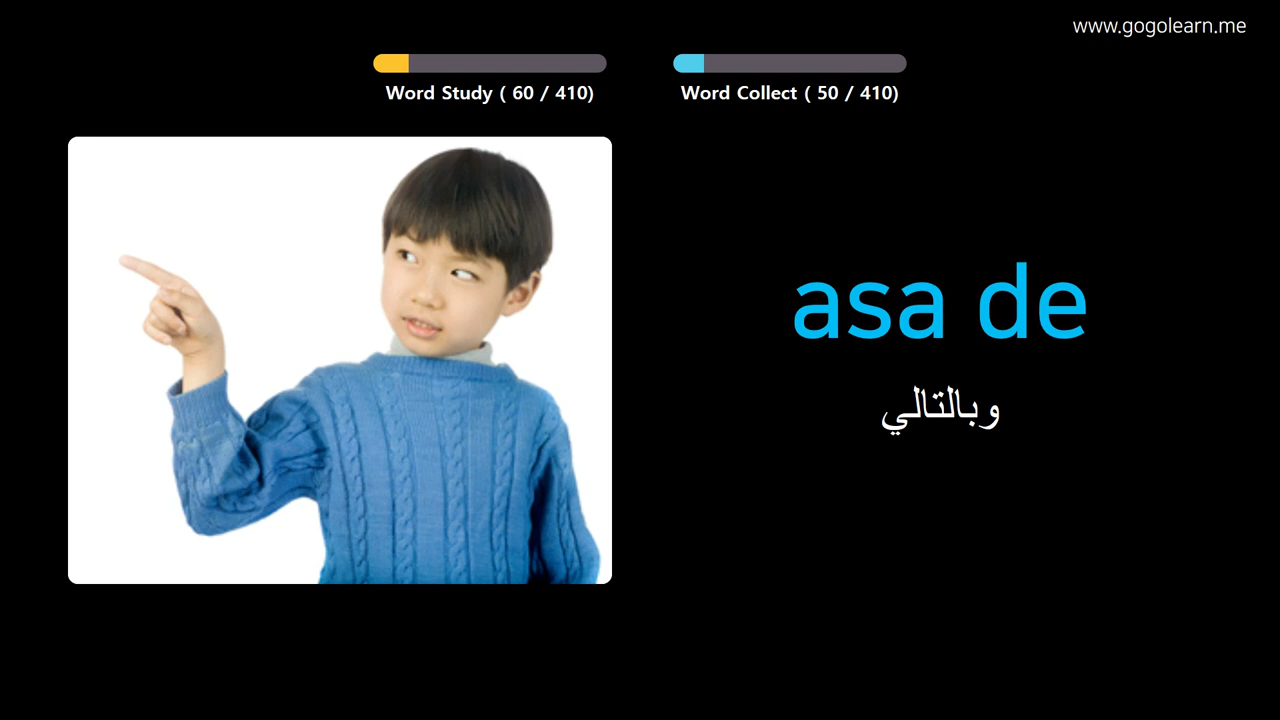 www.gogolearn.me
Word Study ( 60 / 410)
Word Collect ( 50 / 410)
asa de
وبالتالي